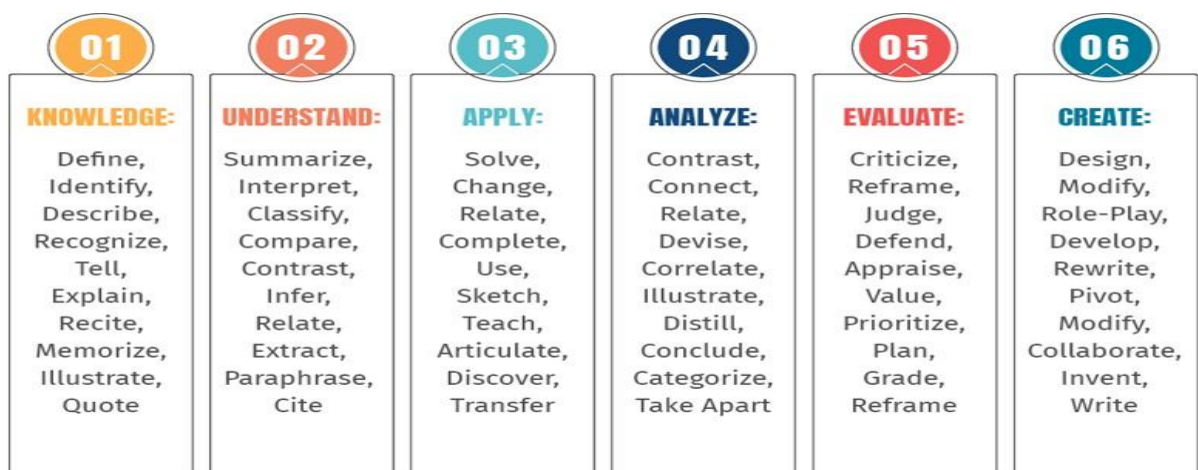 01
KNOWLEDGE:
Define,
Identify,
Describe,
Recognize,
Tell,
Explain,
Recite,
Memorize,
Illustrate,
Quote
02
UNDERSTAND:
Summarize,
Interpret,
Classify,
Compare,
Contrast,
Infer,
Relate,
Extract,
Paraphrase,
Cite
03
APPLY:
Solve,
Change,
Relate,
Complete,
Use,
Sketch,
Teach,
Articulate,
Discover,
Transfer
04
ANALYZE:
Contrast,
Connect,
Relate,
Devise,
Correlate,
Illustrate,
Distill,
Conclude,
Categorize,
Take Apart
05
EVALUATE:
Criticize,
Reframe,
Judge,
Defend,
Appraise,
Value,
Prioritize,
Plan,
Grade,
Reframe
06
CREATE:
Design,
Modify,
Role-Play,
Develop,
Rewrite,
Pivot,
Modify,
Collaborate,
Invent,
Write